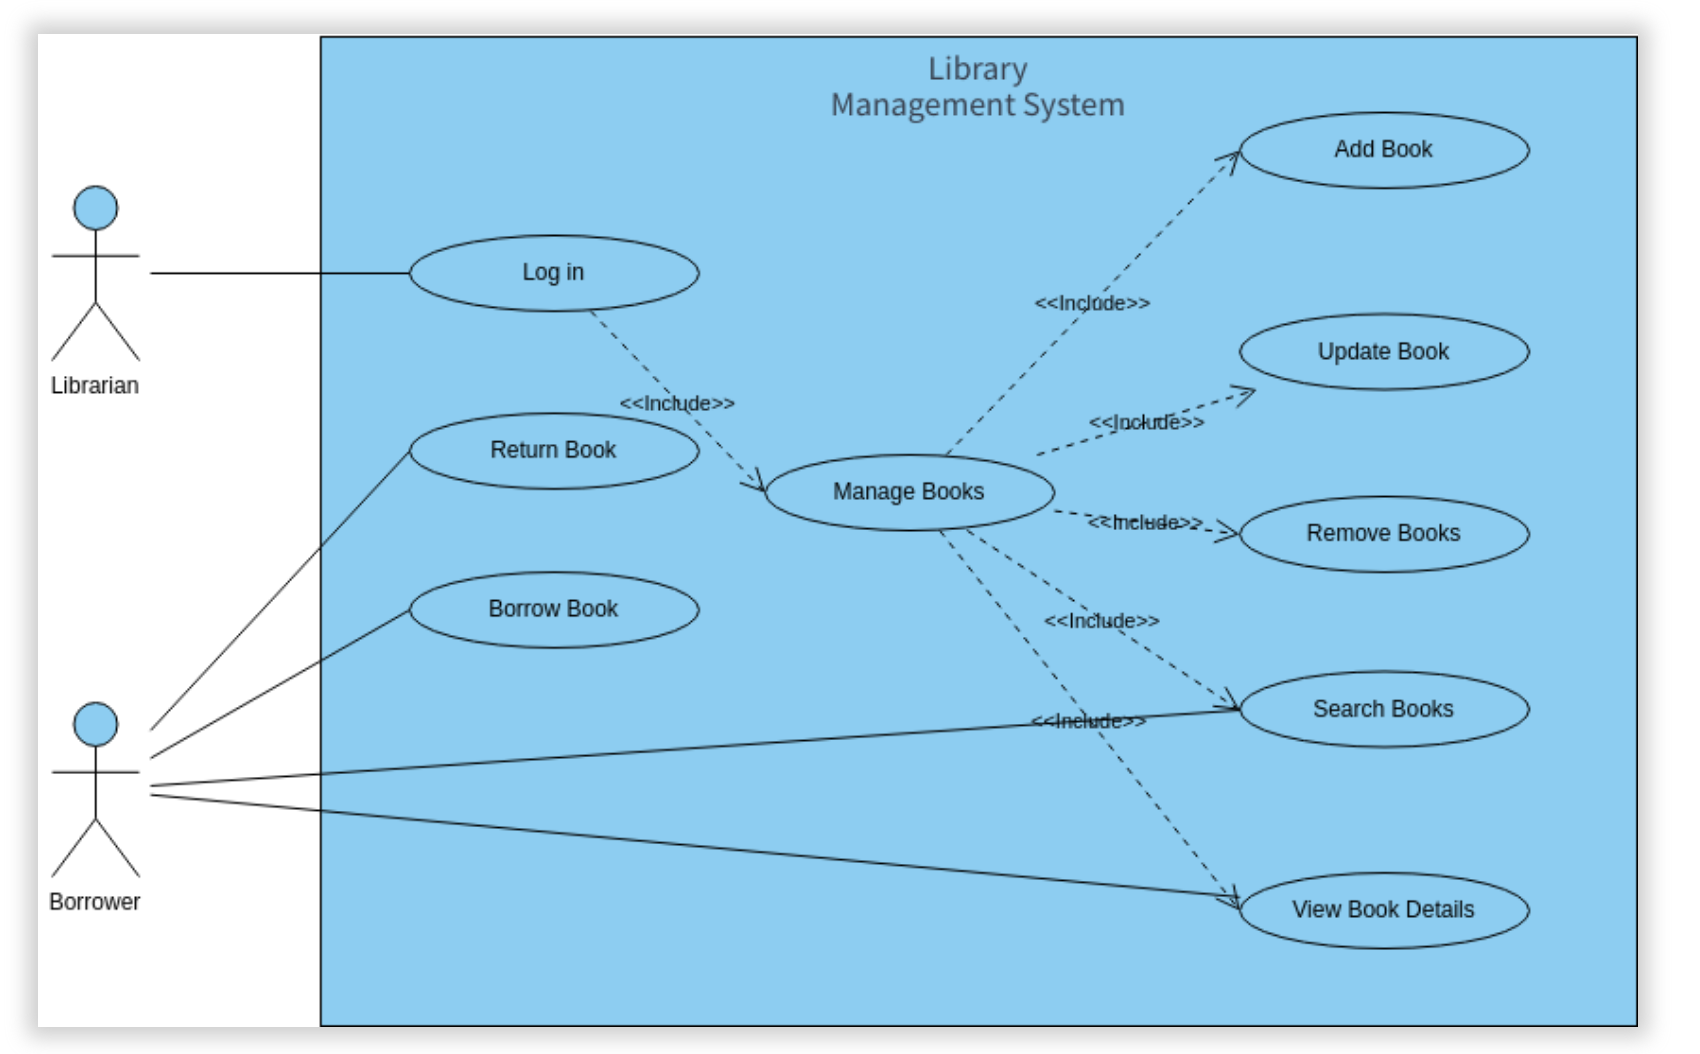 Library
Management System
Add Book
Log in
Librarian
<<Include>>
Update Book
<<Include>>
<<Include>>
Return Book
Manage Books
<<Include>>
Remove Books
Borrow Book
<<Include>>
Search Books
<<Include>>
Borrower
View Book Details